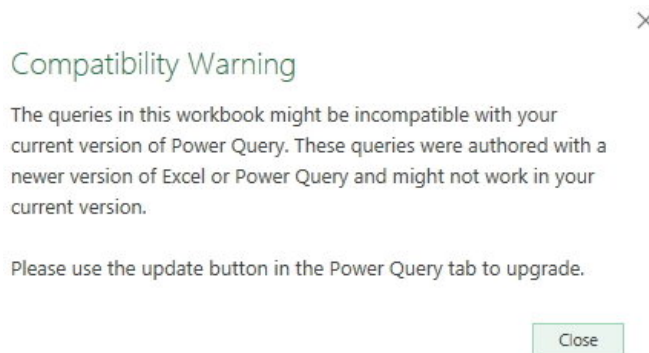 Compatibility Warning
The queries in this workbook might be incompatible with your
current version of Power Query. These queries were authored with a
newer version of Excel or Power Query and might not work in your
current version.
Please use the update button in the Power Query tab to upgrade.
Close